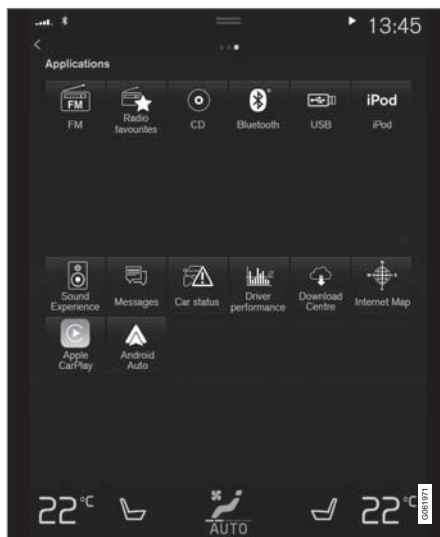 13:45
Applications
FM
FM
Radio favourites
CD
Bluetooth
USB
iPod
iPod
Sound Experience
Messages
Car status
Driver performance
Download Centre
Internet Map
Apple CarPlay
Android Auto
22°C
AUTO
22°C
G061971